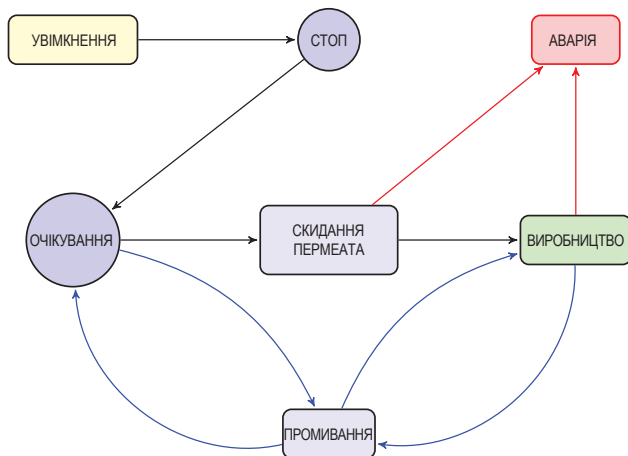 УВІМКНЕННЯ
СТОП
АВАРІЯ
ОЧІКУВАННЯ
СКИДАННЯ
ПЕРМЕАТА
ВИРОБНИЦТВО
ПРОМИВАННЯ